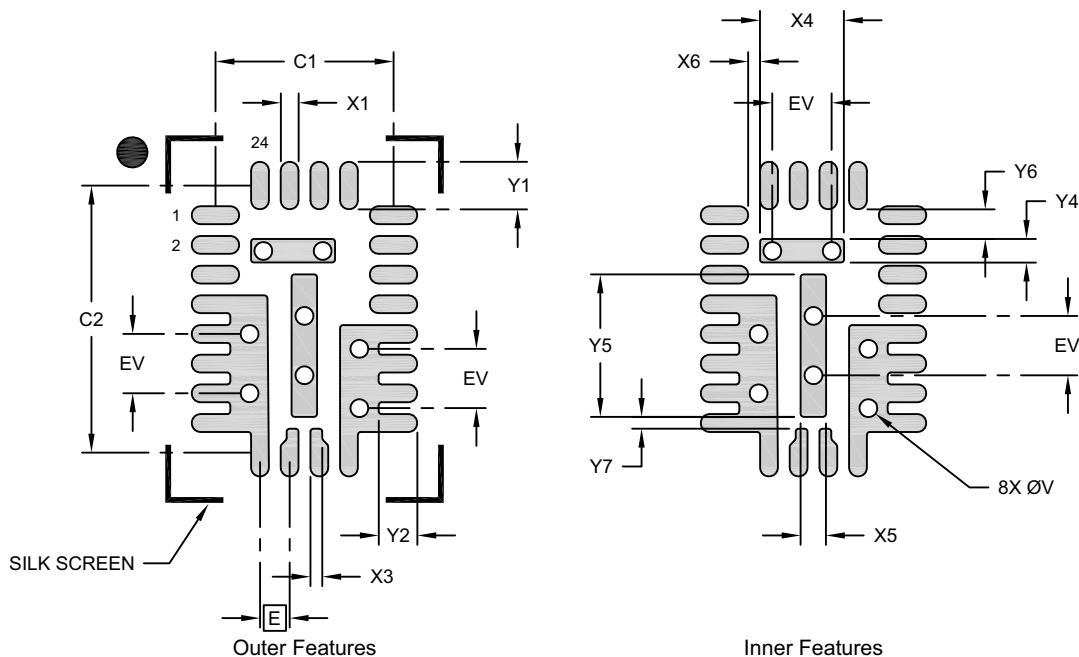 C1
X1
24
Y1
1
2
C2
EV
EV
Y2
SILK SCREEN
X3
E
Outer Features
X4
X6
EV
Y6
Y4
Y5
EV
Y7
8X ØV
X5
Inner Features